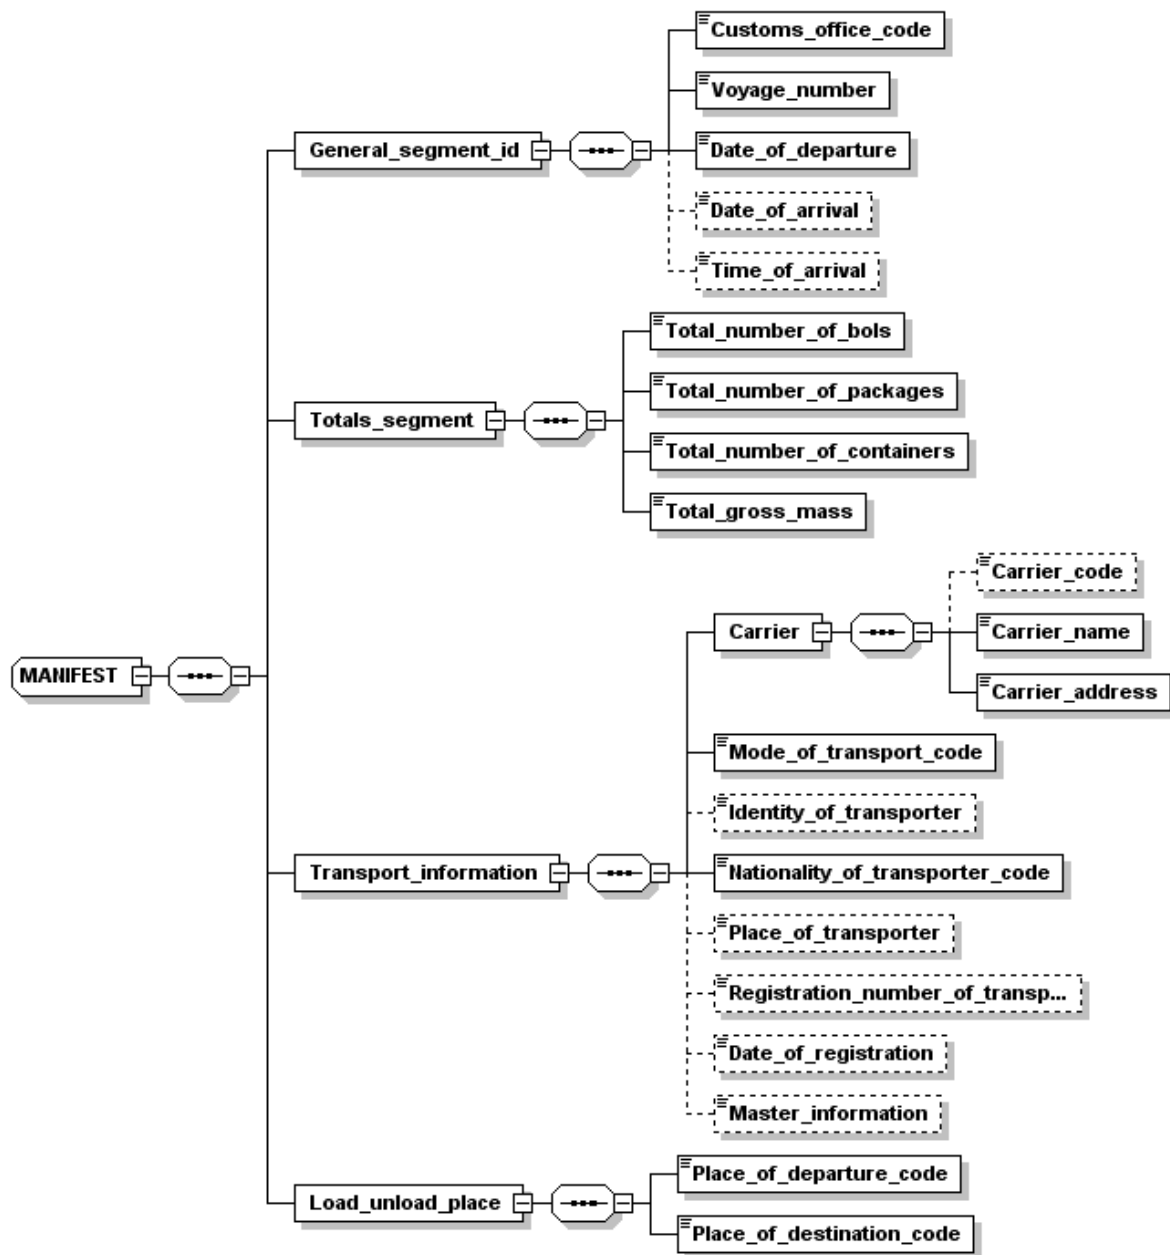 MANIFEST
General_segment_id
Customs_office_code
Voyage_number
Date_of_departure
Date_of_arrival
Time_of_arrival
Totals_segment
Total_number_of_bols
Total_number_of_packages
Total_number_of_containers
Total_gross_mass
Transport_information
Carrier
Carrier_code
Carrier_name
Carrier_address
Mode_of_transport_code
Identity_of_transporter
Nationality_of_transporter_code
Place_of_transporter
Registration_number_of_transp...
Date_of_registration
Master_information
Load_unload_place
Place_of_departure_code
Place_of_destination_code